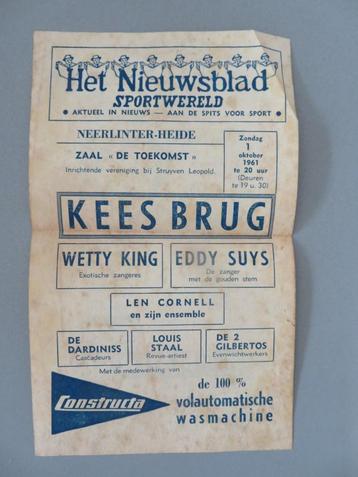 Het Nieuwsblad
SPORTWERELD
• AKTUEEL IN NIEUWS — AAN DE SPITS VOOR SPORT •
NEERLINTER-HEIDE
ZAAL «DE TOEKOMST»
Inrichtende vereniging bij Struyven Leopold.
Zondag
1
oktober
1961
te 20 uur
(Deuren
te 19 u. 30)
KEES BRUG
WETTY KING
Exotische zangeres
EDDY SUYS
De zanger
met de gouden stem
LEN CORNELL
en zijn ensemble
DE
DARDINISS
Cascadeurs
LOUIS
STAAL
Revue-artiest
DE 2
GILBERTOS
Evenwichtwerkers
Met de medewerking van
Constructa
de 100 %
volautomatische
wasmachine